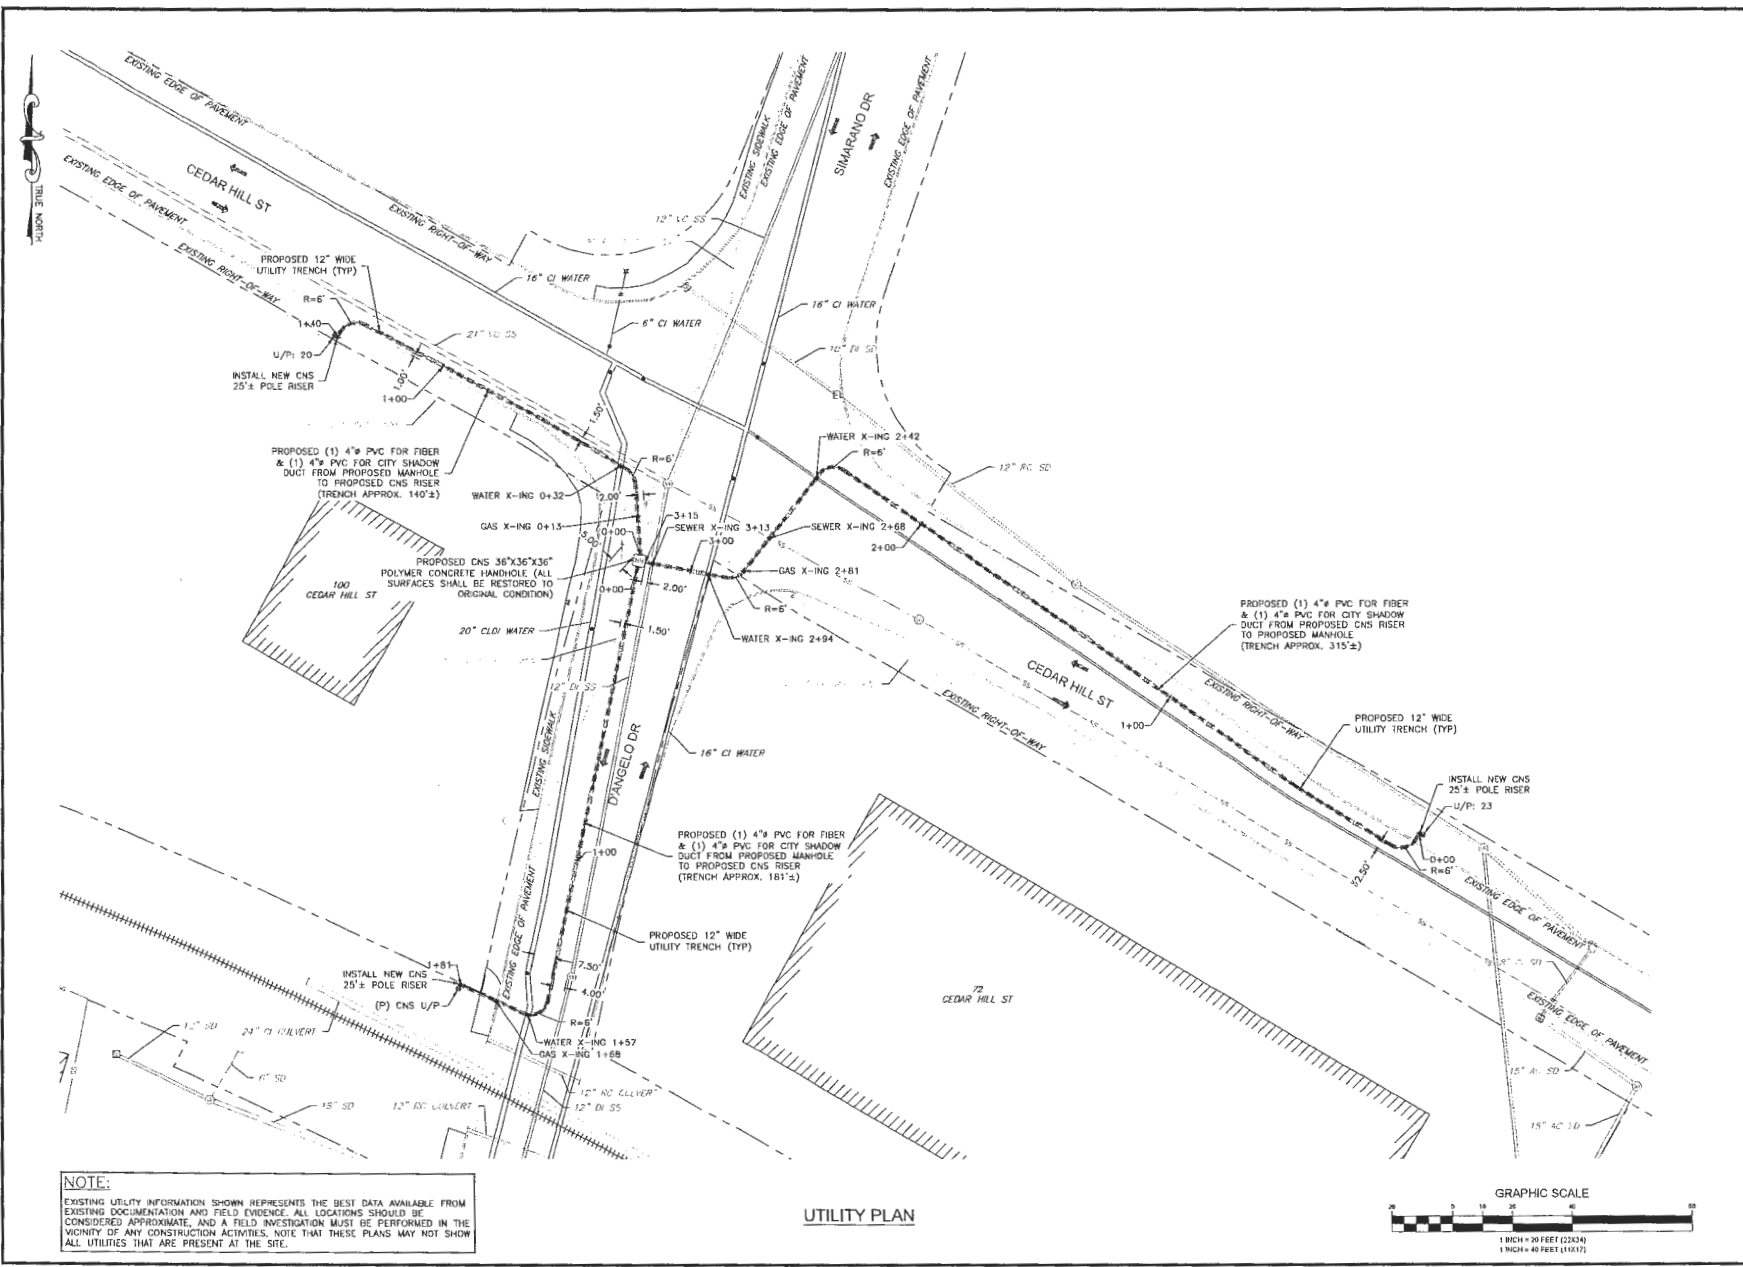 TRUE NORTH
EXISTING EDGE OF PAVEMENT
CEDAR HILL ST
EXISTING EDGE OF PAVEMENT
EXISTING RIGHT-OF-WAY
EXISTING RIGHT-OF-WAY
EXISTING SIDEWALK
EXISTING EDGE OF PAVEMENT
SIMARANO DR
EXISTING EDGE OF PAVEMENT
12" VC SS
PROPOSED 12" WIDE
UTILITY TRENCH (TYP)
R=6'
1+40
U/P: 20
INSTALL NEW CNS
25'± POLE RISER
16" CI WATER
6" CI WATER
16" CI WATER
21" VC SS
1.00'
1+00
1.50'
PROPOSED (1) 4"ø PVC FOR FIBER
& (1) 4"ø PVC FOR CITY SHADOW
DUCT FROM PROPOSED MANHOLE
TO PROPOSED CNS RISER
(TRENCH APPROX. 140'±)
R=6'
WATER X-ING 0+32
2.00'
GAS X-ING 0+13
0+00
5.00'
3+15
SEWER X-ING 3+13
3+00
WATER X-ING 2+42
R=6'
12" RC SD
SEWER X-ING 2+68
2+00
GAS X-ING 2+81
R=6'
WATER X-ING 2+94
PROPOSED CNS 36"X36"X36"
POLYMER CONCRETE HANDHOLE (ALL
SURFACES SHALL BE RESTORED TO
ORIGINAL CONDITION)
0+00
2.00'
1.50'
100
CEDAR HILL ST
20" CLDI WATER
12" DI SS
EXISTING SIDEWALK
D'ANGELO DR
16" CI WATER
PROPOSED (1) 4"ø PVC FOR FIBER
& (1) 4"ø PVC FOR CITY SHADOW
DUCT FROM PROPOSED CNS RISER
TO PROPOSED MANHOLE
(TRENCH APPROX. 315'±)
CEDAR HILL ST
EXISTING RIGHT-OF-WAY
EXISTING RIGHT-OF-WAY
1+00
PROPOSED 12" WIDE
UTILITY TRENCH (TYP)
INSTALL NEW CNS
25'± POLE RISER
U/P: 23
0+00
R=6'
EXISTING EDGE OF PAVEMENT
PROPOSED (1) 4"ø PVC FOR FIBER
& (1) 4"ø PVC FOR CITY SHADOW
DUCT FROM PROPOSED MANHOLE
TO PROPOSED CNS RISER
(TRENCH APPROX. 181'±)
1+00
EXISTING EDGE OF PAVEMENT
PROPOSED 12" WIDE
UTILITY TRENCH (TYP)
7.50'
4.00'
1+81
INSTALL NEW CNS
25'± POLE RISER
(P) CNS U/P
R=6'
WATER X-ING 1+57
GAS X-ING 1+68
72
CEDAR HILL ST
EXISTING EDGE OF PAVEMENT
12" SD
24" CI CULVERT
6" SD
18" SD
12" RC CULVERT
12" DI SS
NOTE:
EXISTING UTILITY INFORMATION SHOWN REPRESENTS THE BEST DATA AVAILABLE FROM
EXISTING DOCUMENTATION AND FIELD EVIDENCE. ALL LOCATIONS SHOULD BE
CONSIDERED APPROXIMATE, AND A FIELD INVESTIGATION MUST BE PERFORMED IN THE
VICINITY OF ANY CONSTRUCTION ACTIVITIES. NOTE THAT THESE PLANS MAY NOT SHOW
ALL UTILITIES THAT ARE PRESENT AT THE SITE.
UTILITY PLAN
GRAPHIC SCALE
1 INCH = 20 FEET (22X34)
1 INCH = 40 FEET (11X17)